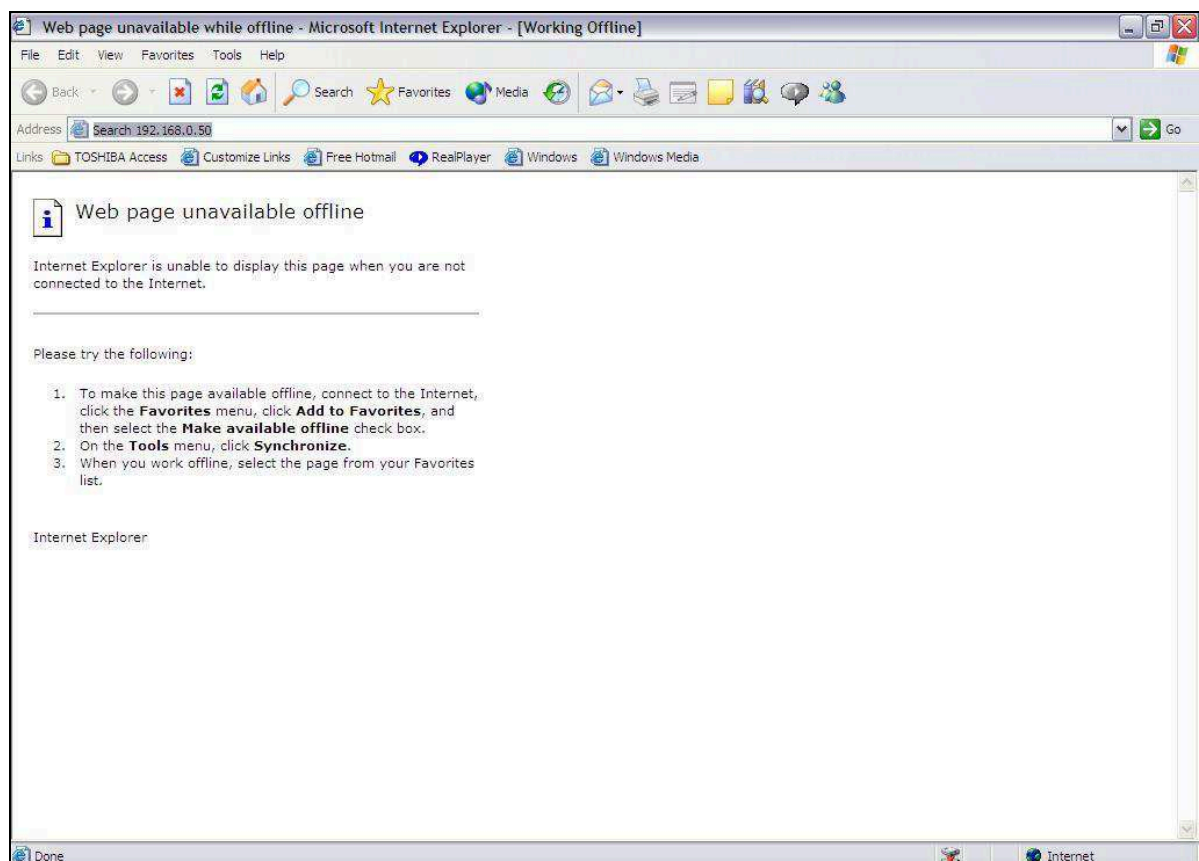 Web page unavailable while offline - Microsoft Internet Explorer - [Working Offline]
File Edit View Favorites Tools Help
Back Search Favorites Media
Address Search 192.168.0.50 Go
Links TOSHIBA Access Customize Links Free Hotmail RealPlayer Windows Windows Media
Web page unavailable offline
Internet Explorer is unable to display this page when you are not
connected to the Internet.
Please try the following:
1. To make this page available offline, connect to the Internet,
click the Favorites menu, click Add to Favorites, and
then select the Make available offline check box.
2. On the Tools menu, click Synchronize.
3. When you work offline, select the page from your Favorites
list.
Internet Explorer
Done Internet